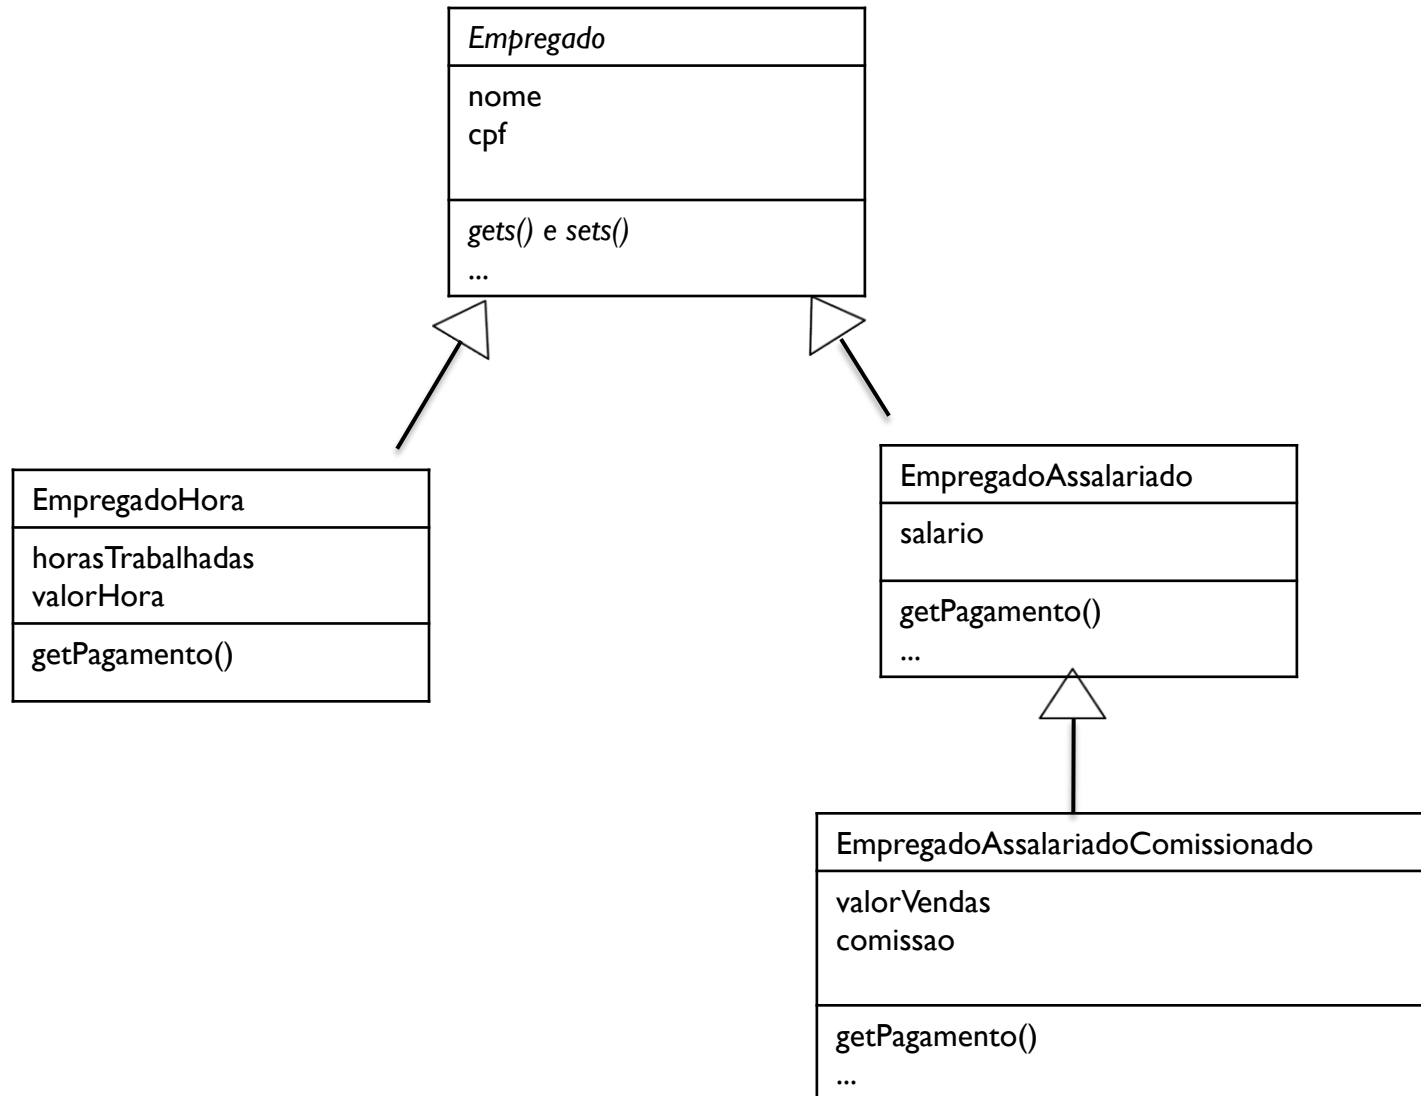 Empregado
nome
cpf
gets() e sets()
...
EmpregadoHora
horasTrabalhadas
valorHora
getPagamento()
EmpregadoAssalariado
salario
getPagamento()
...
EmpregadoAssalariadoComissionado
valorVendas
comissao
getPagamento()
...